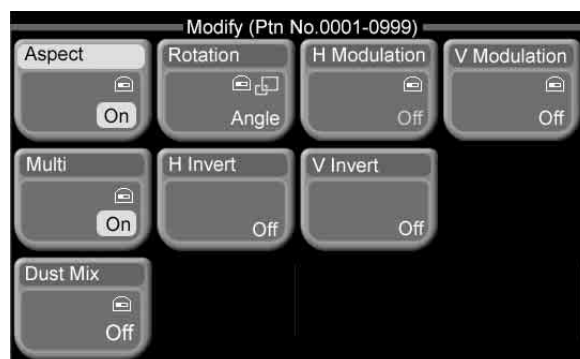 Modify (Ptn No.0001-0999)
Aspect
On
Rotation
Angle
H Modulation
Off
V Modulation
Off
Multi
On
H Invert
Off
V Invert
Off
Dust Mix
Off